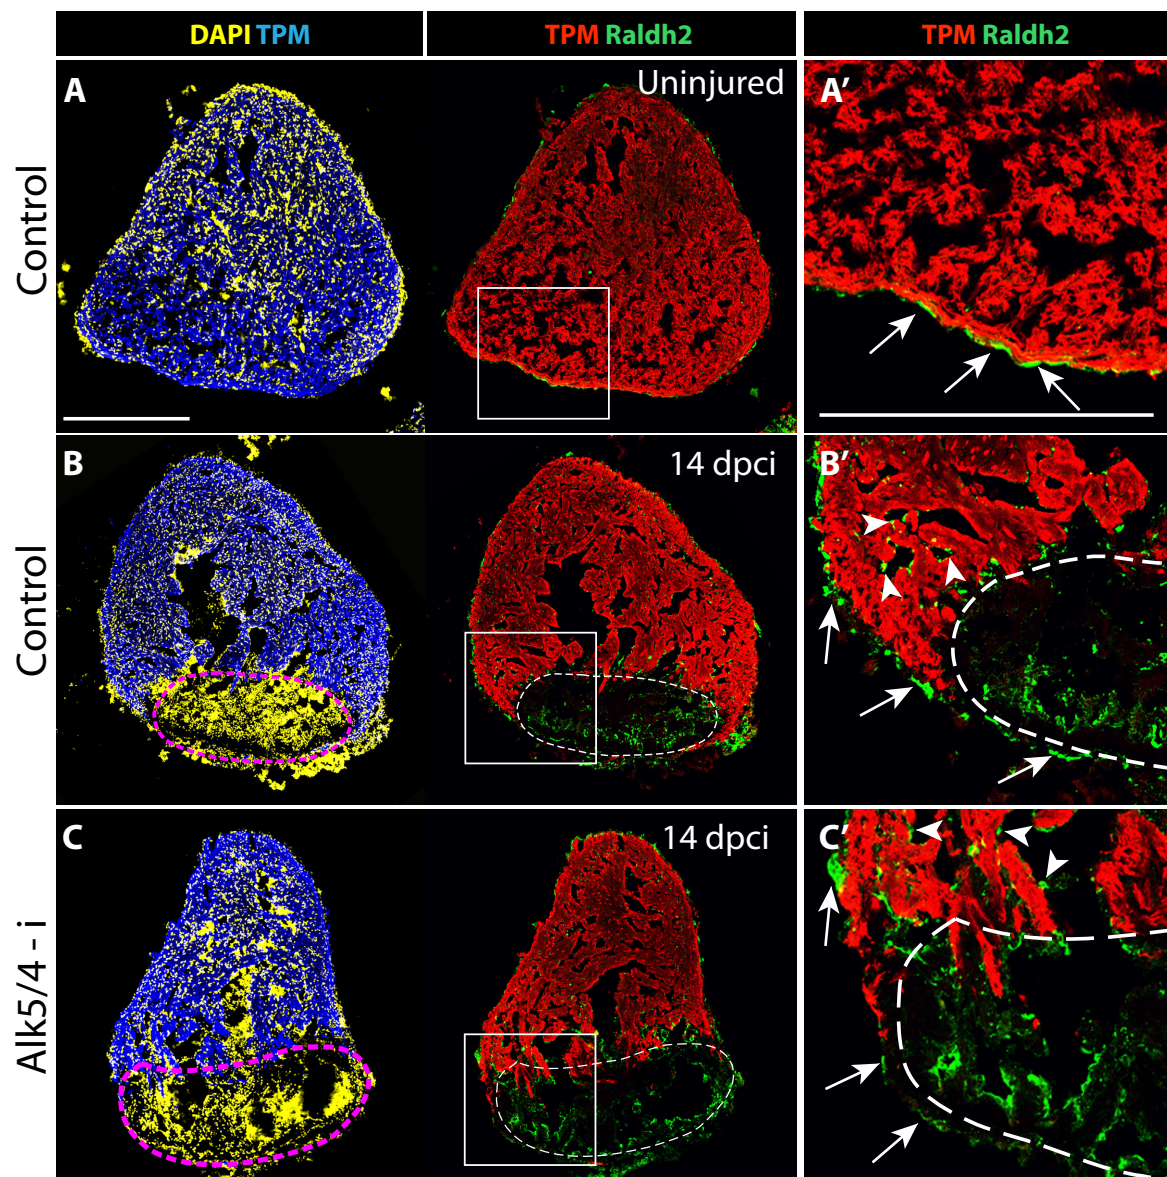 DAPI TPM
TPM Raldh2
TPM Raldh2
Control
A
Uninjured
A'
Control
B
14 dpci
B'
Alk5/4 - i
C
14 dpci
C'